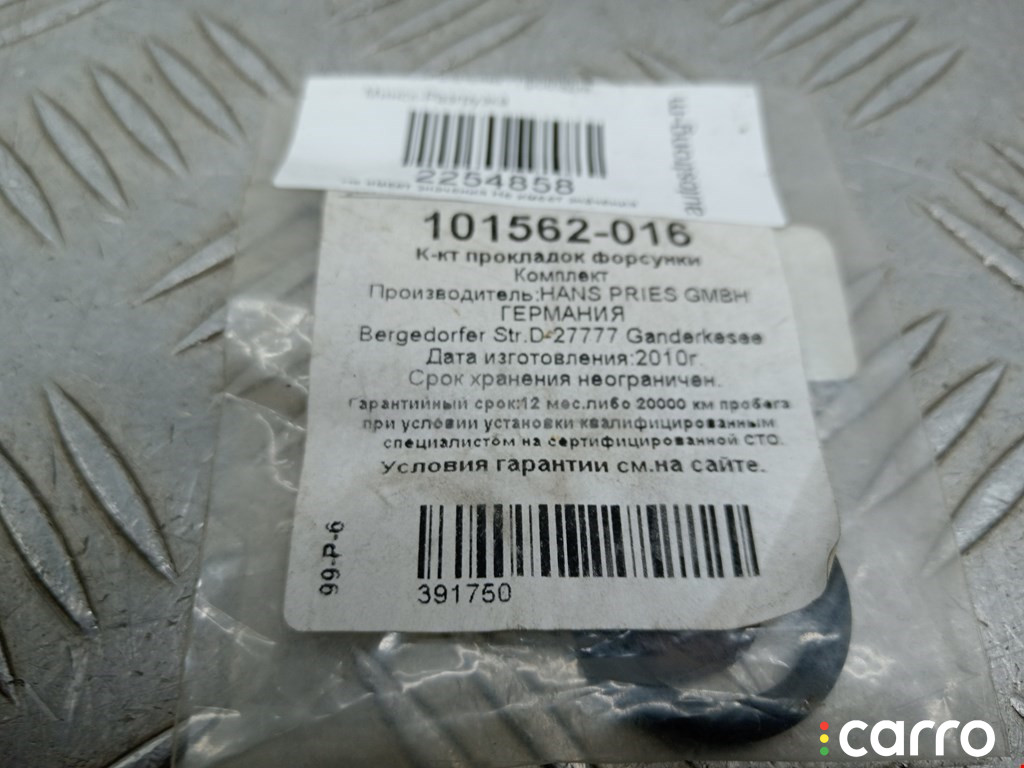 2254858
autostrong-m
101562-016
К-кт прокладок форсунки
Комплект
Производитель:HANS PRIES GMBH
ГЕРМАНИЯ
Bergedorfer Str.D-27777 Ganderkesee
Дата изготовления:2010г.
Срок хранения неограничен.
Гарантийный срок:12 мес.либо 20000 км пробега
при условии установки квалифицированным
специалистом на сертифицированной СТО.
Условия гарантии см.на сайте.
99-P-6
391750
carro